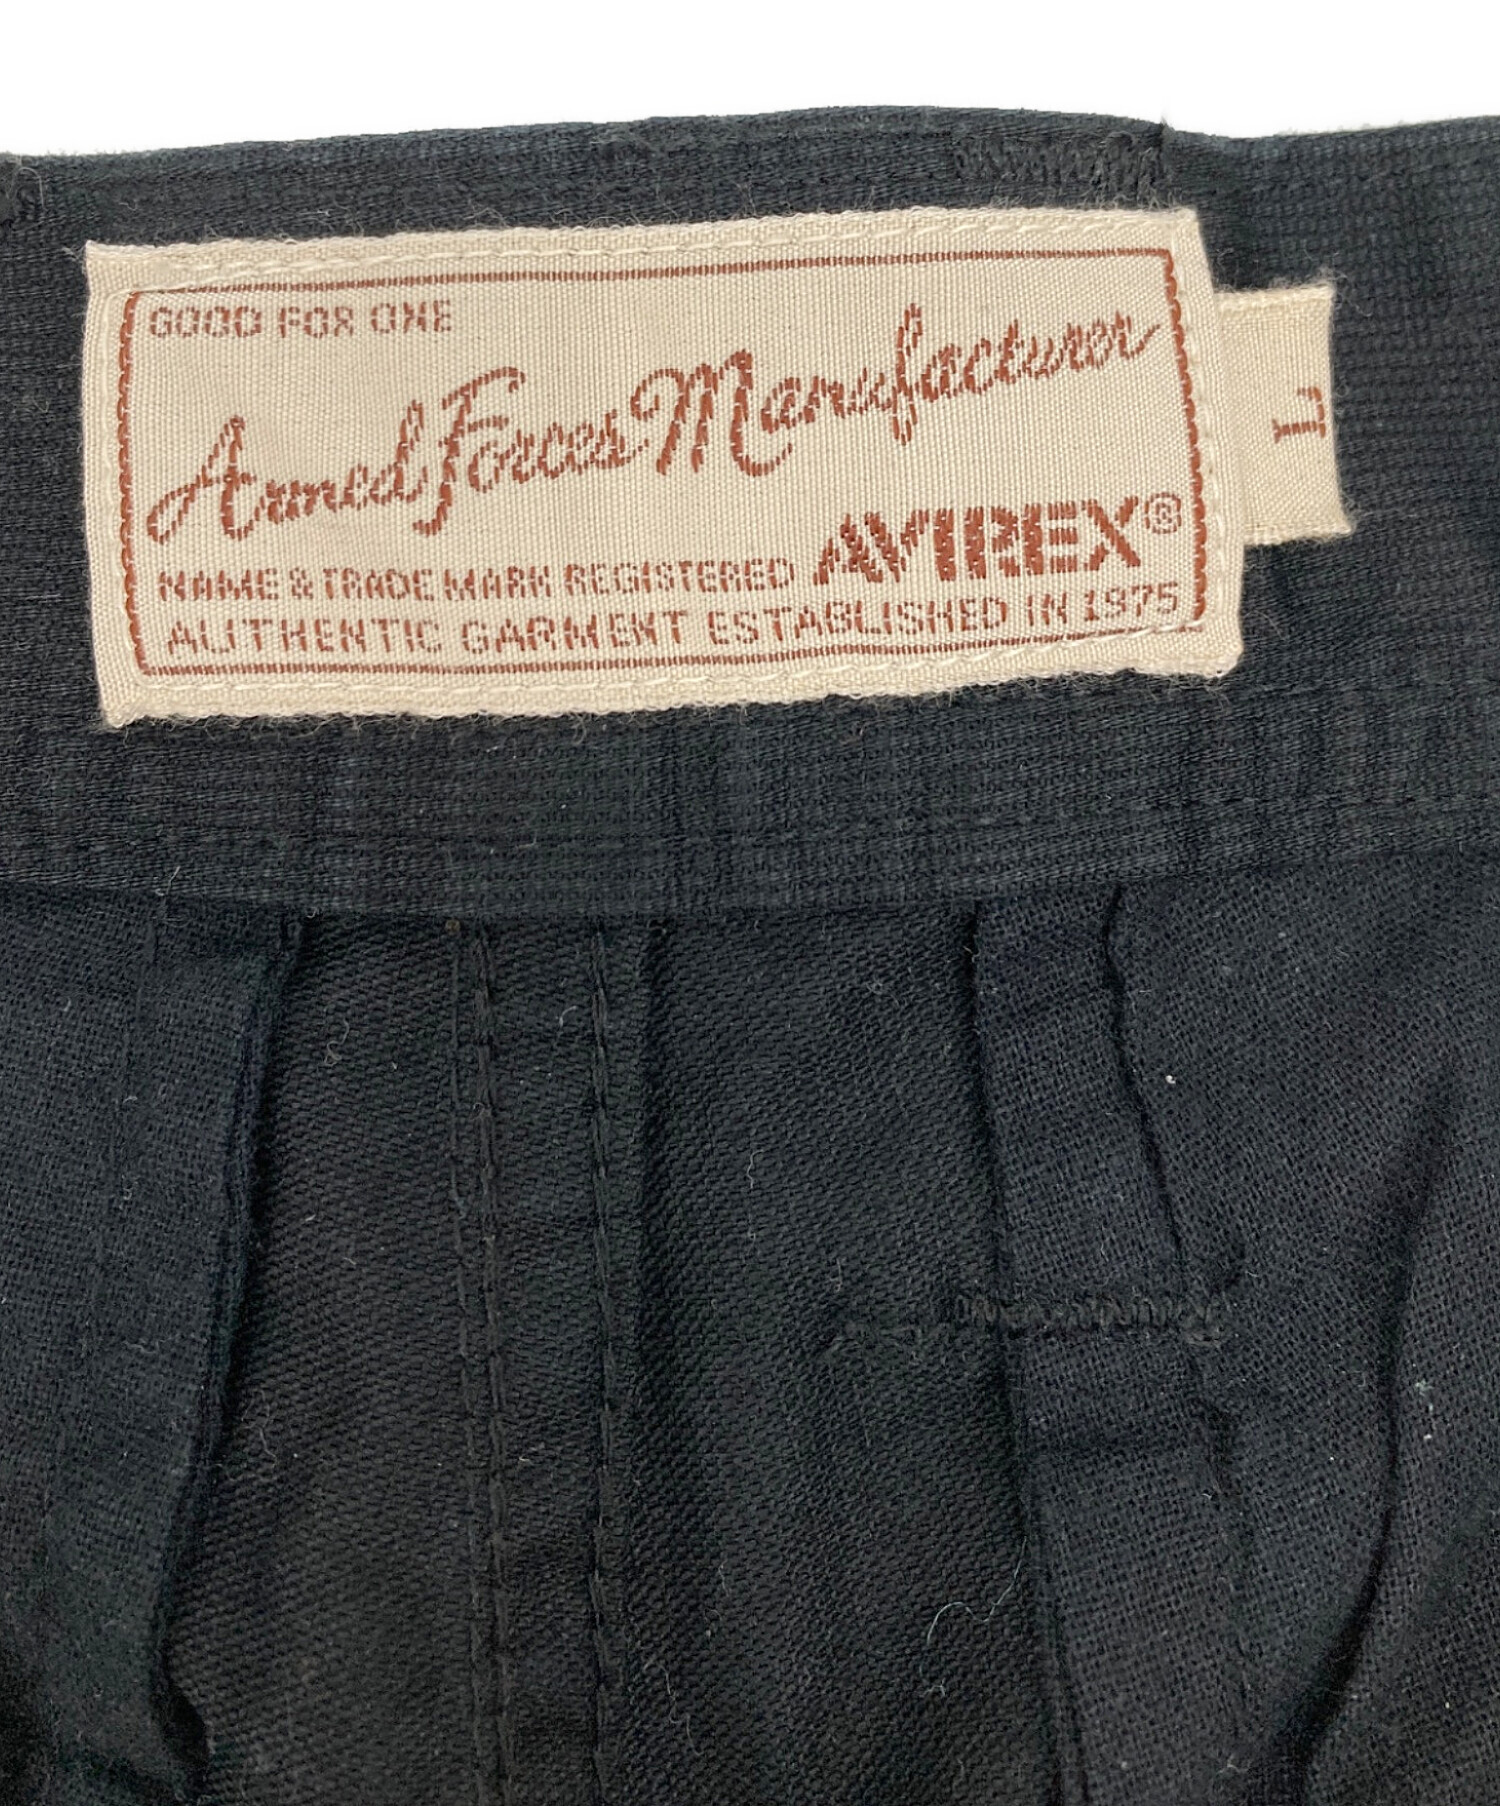 GOOD FOR ONE
Armed Forces Manufacturer
AVIREX®
NAME & TRADE MARK REGISTERED
AUTHENTIC GARMENT ESTABLISHED IN 1975
L